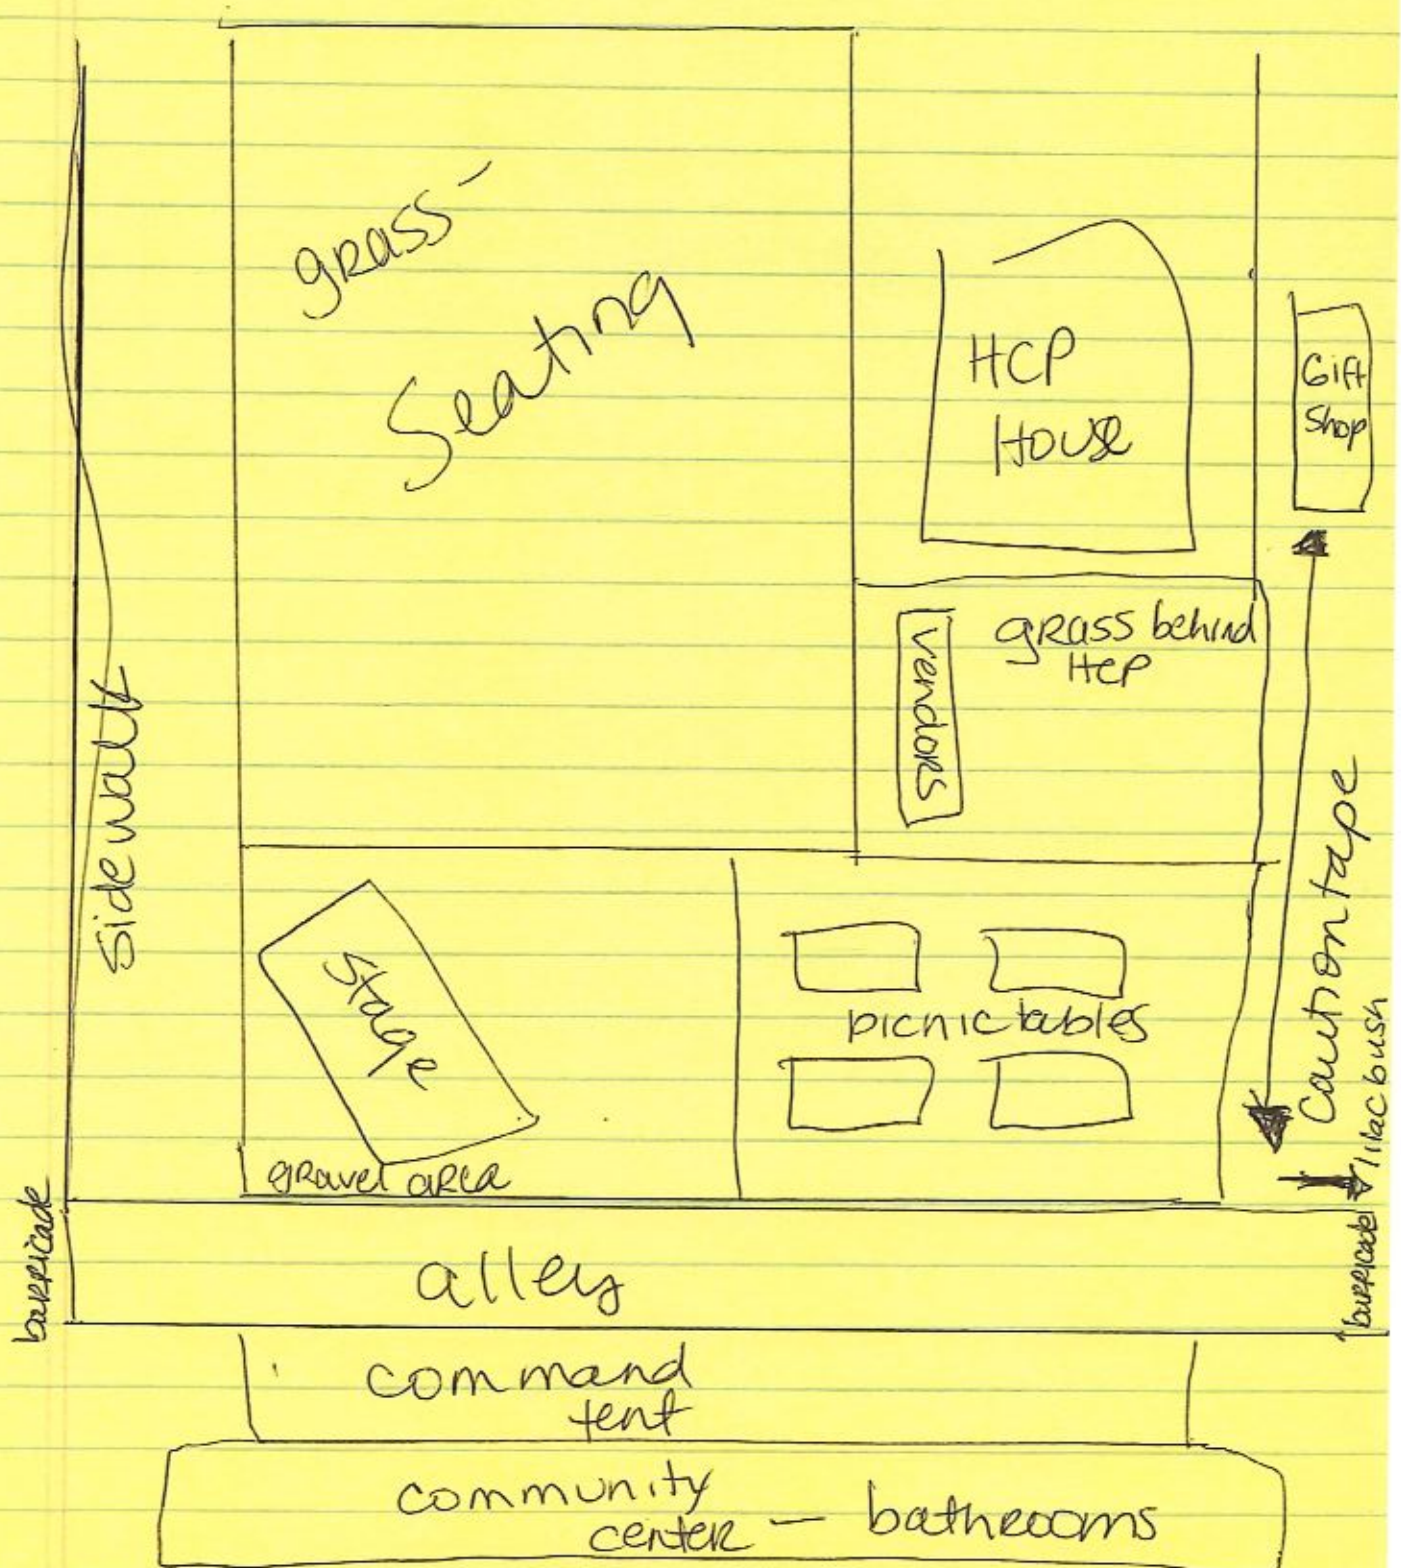 grass -
Seating
HCP
House
Gift
Shop
vendors
grass behind
HCP
Sidewalk
Caution tape
lilac bush
Stage
picnic tables
gravel area
barricade
barricade
alley
command
tent
community
center - bathrooms